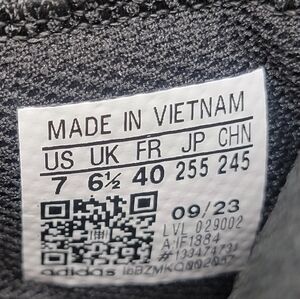 MADE IN VIETNAM
US UK FR JP CHN
7 6½ 40 255 245
09/23
LVL 029002
adidas